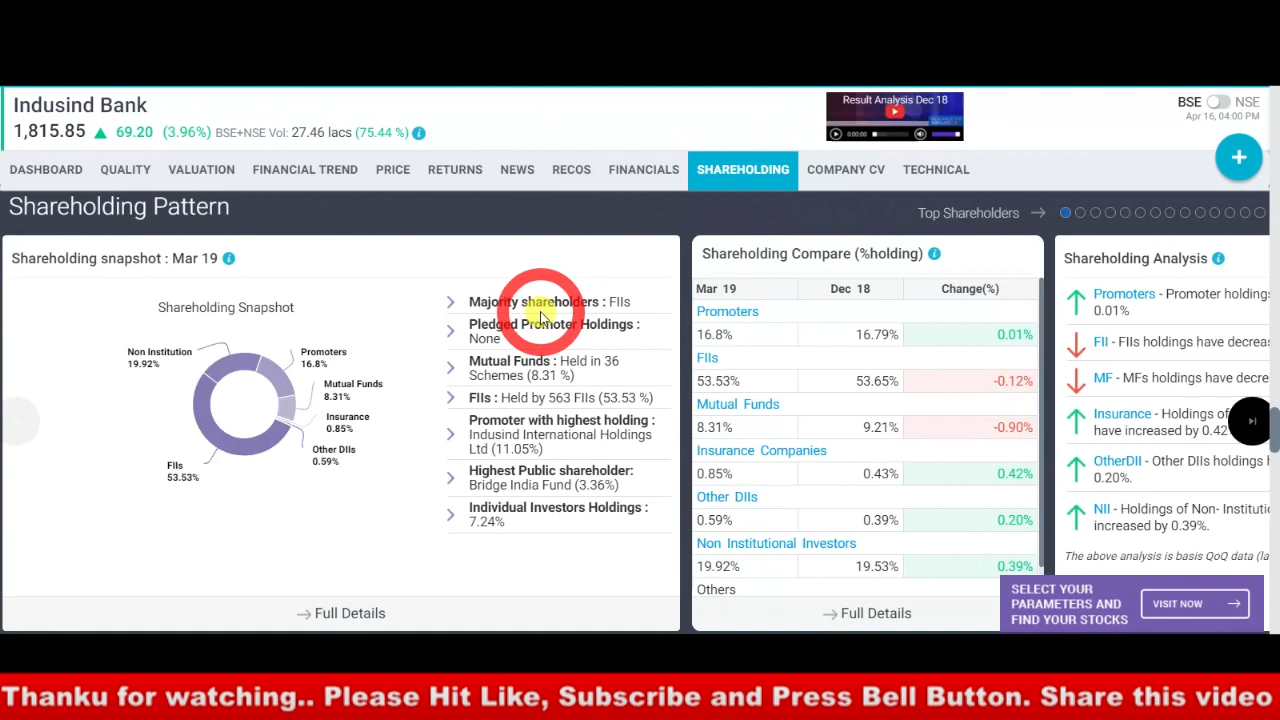 Indusind Bank
1,815.85 69.20 (3.96%) BSE+NSE Vol: 27.46 lacs (75.44 %)
Result Analysis Dec 18
0:00:00
BSE NSE
Apr 16, 04:00 PM
DASHBOARD QUALITY VALUATION FINANCIAL TREND PRICE RETURNS NEWS RECOS FINANCIALS SHAREHOLDING COMPANY CV TECHNICAL
Shareholding Pattern
Top Shareholders
Shareholding snapshot : Mar 19
Shareholding Snapshot
Non Institution
19.92%
Promoters
16.8%
Mutual Funds
8.31%
Insurance
0.85%
Other DIIs
0.59%
FIIs
53.53%
Majority shareholders : FIIs
Pledged Promoter Holdings :
None
Mutual Funds : Held in 36
Schemes (8.31 %)
FIIs : Held by 563 FIIs (53.53 %)
Promoter with highest holding :
Indusind International Holdings
Ltd (11.05%)
Highest Public shareholder:
Bridge India Fund (3.36%)
Individual Investors Holdings :
7.24%
Full Details
Shareholding Compare (%holding)
Mar 19 Dec 18 Change(%)
Promoters
16.8% 16.79% 0.01%
FIIs
53.53% 53.65% -0.12%
Mutual Funds
8.31% 9.21% -0.90%
Insurance Companies
0.85% 0.43% 0.42%
Other DIIs
0.59% 0.39% 0.20%
Non Institutional Investors
19.92% 19.53% 0.39%
Others
Full Details
Shareholding Analysis
Promoters - Promoter holding
0.01%
FII - FIIs holdings have decrea
MF - MFs holdings have decre
Insurance - Holdings of
have increased by 0.42
OtherDII - Other DIIs holdings
0.20%.
NII - Holdings of Non- Instituti
increased by 0.39%.
The above analysis is basis QoQ data (la
SELECT YOUR
PARAMETERS AND
FIND YOUR STOCKS
VISIT NOW
Thanku for watching.. Please Hit Like, Subscribe and Press Bell Button. Share this video